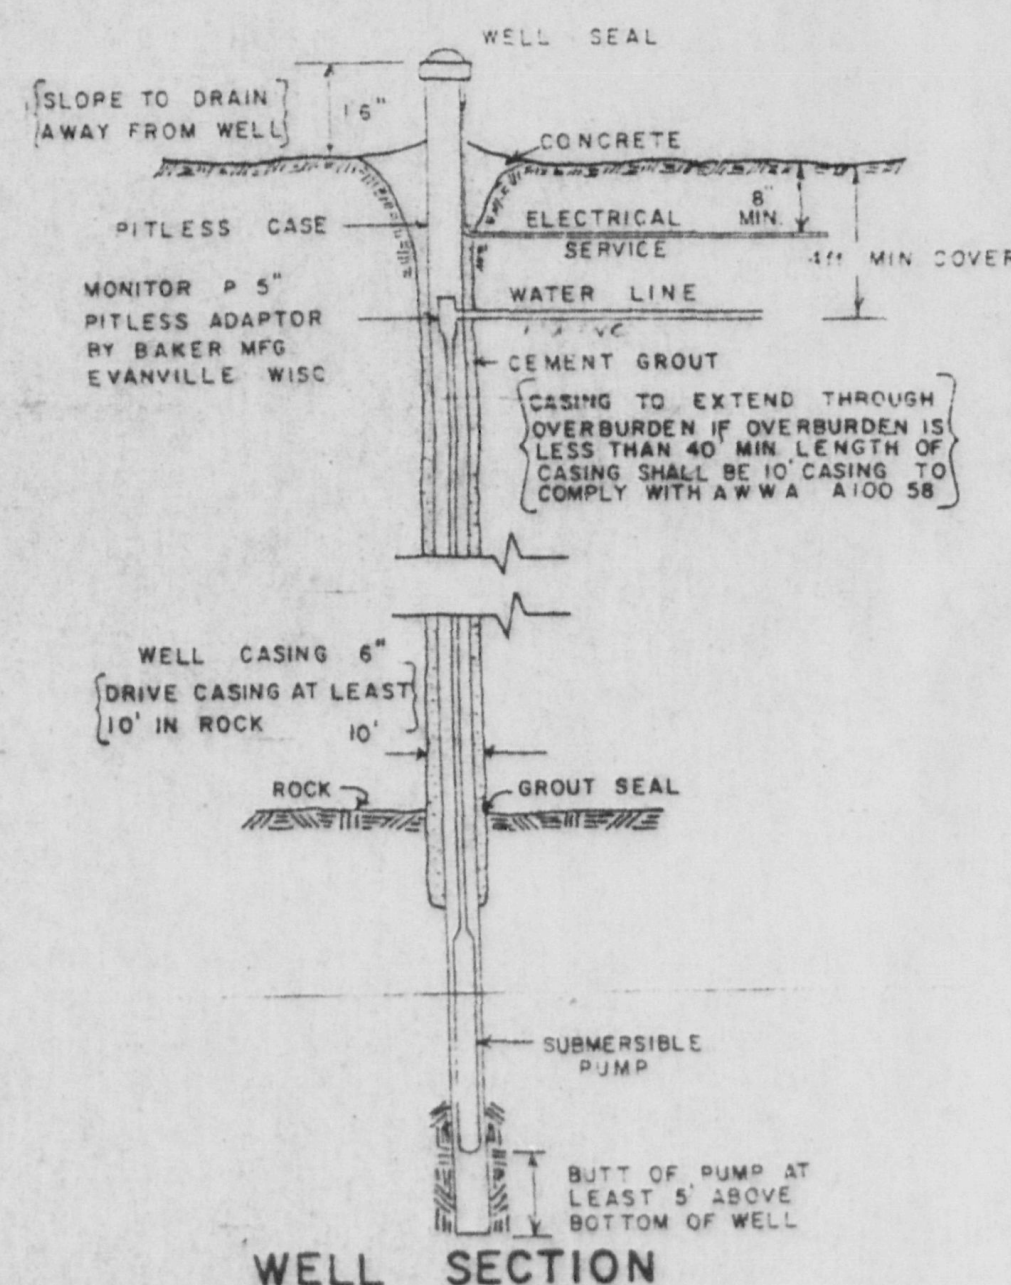 WELL SEAL
SLOPE TO DRAIN
AWAY FROM WELL
1 6"
CONCRETE
8"
MIN.
PITLESS CASE
ELECTRICAL
SERVICE
4ft MIN COVER
MONITOR P 5"
PITLESS ADAPTOR
BY BAKER MFG
EVANVILLE WISC
WATER LINE
CEMENT GROUT
CASING TO EXTEND THROUGH
OVERBURDEN IF OVERBURDEN IS
LESS THAN 40' MIN. LENGTH OF
CASING SHALL BE 10' CASING TO
COMPLY WITH AWWA A100 58
WELL CASING 6"
DRIVE CASING AT LEAST
10' IN ROCK
10'
ROCK
GROUT SEAL
SUBMERSIBLE
PUMP
BUTT OF PUMP AT
LEAST 5' ABOVE
BOTTOM OF WELL
WELL SECTION